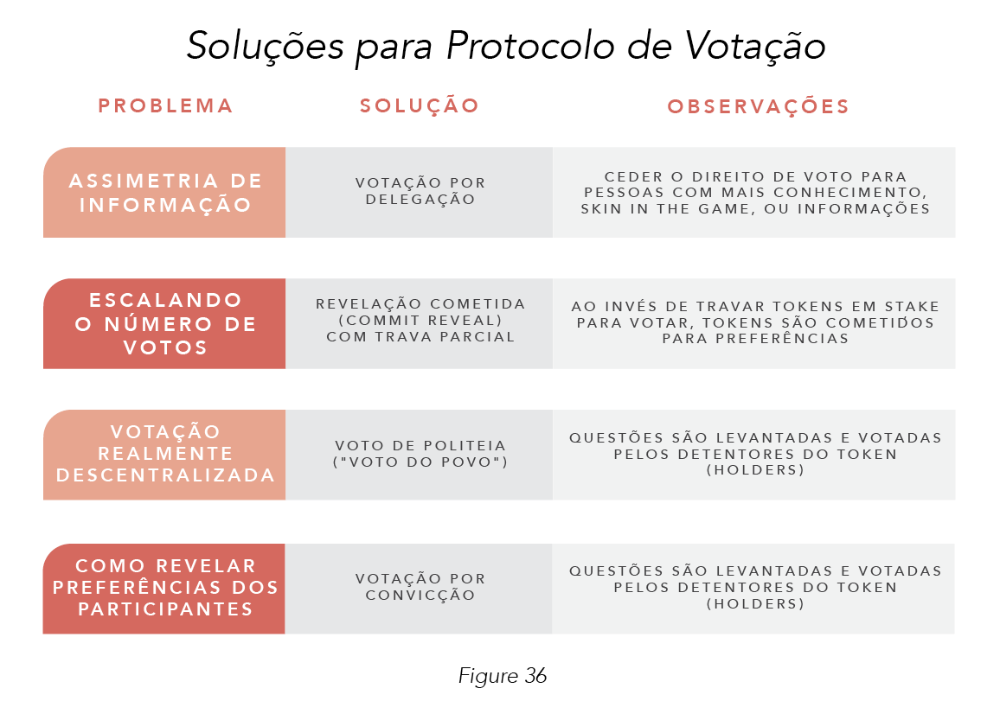 Soluções para Protocolo de Votação
PROBLEMA
SOLUÇÃO
OBSERVAÇÕES
ASSIMETRIA DE
INFORMAÇÃO
VOTAÇÃO POR
DELEGAÇÃO
CEDER O DIREITO DE VOTO PARA
PESSOAS COM MAIS CONHECIMENTO,
SKIN IN THE GAME, OU INFORMAÇÕES
ESCALANDO
O NÚMERO DE
VOTOS
REVELAÇÃO COMETIDA
(COMMIT REVEAL)
COM TRAVA PARCIAL
AO INVÉS DE TRAVAR TOKENS EM STAKE
PARA VOTAR, TOKENS SÃO COMETIDOS
PARA PREFERÊNCIAS
VOTAÇÃO
REALMENTE
DESCENTRALIZADA
VOTO DE POLITEIA
("VOTO DO POVO")
QUESTÕES SÃO LEVANTADAS E VOTADAS
PELOS DETENTORES DO TOKEN
(HOLDERS)
COMO REVELAR
PREFERÊNCIAS DOS
PARTICIPANTES
VOTAÇÃO POR
CONVICÇÃO
QUESTÕES SÃO LEVANTADAS E VOTADAS
PELOS DETENTORES DO TOKEN
(HOLDERS)
Figure 36